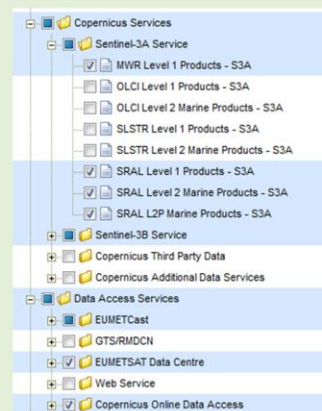 Copernicus Services
Sentinel-3A Service
MWR Level 1 Products - S3A
OLCI Level 1 Products - S3A
OLCI Level 2 Marine Products - S3A
SLSTR Level 1 Products - S3A
SLSTR Level 2 Marine Products - S3A
SRAL Level 1 Products - S3A
SRAL Level 2 Marine Products - S3A
SRAL L2P Marine Products - S3A
Sentinel-3B Service
Copernicus Third Party Data
Copernicus Additional Data Services
Data Access Services
EUMETCast
GTS/RMDCN
EUMETSAT Data Centre
Web Service
Copernicus Online Data Access